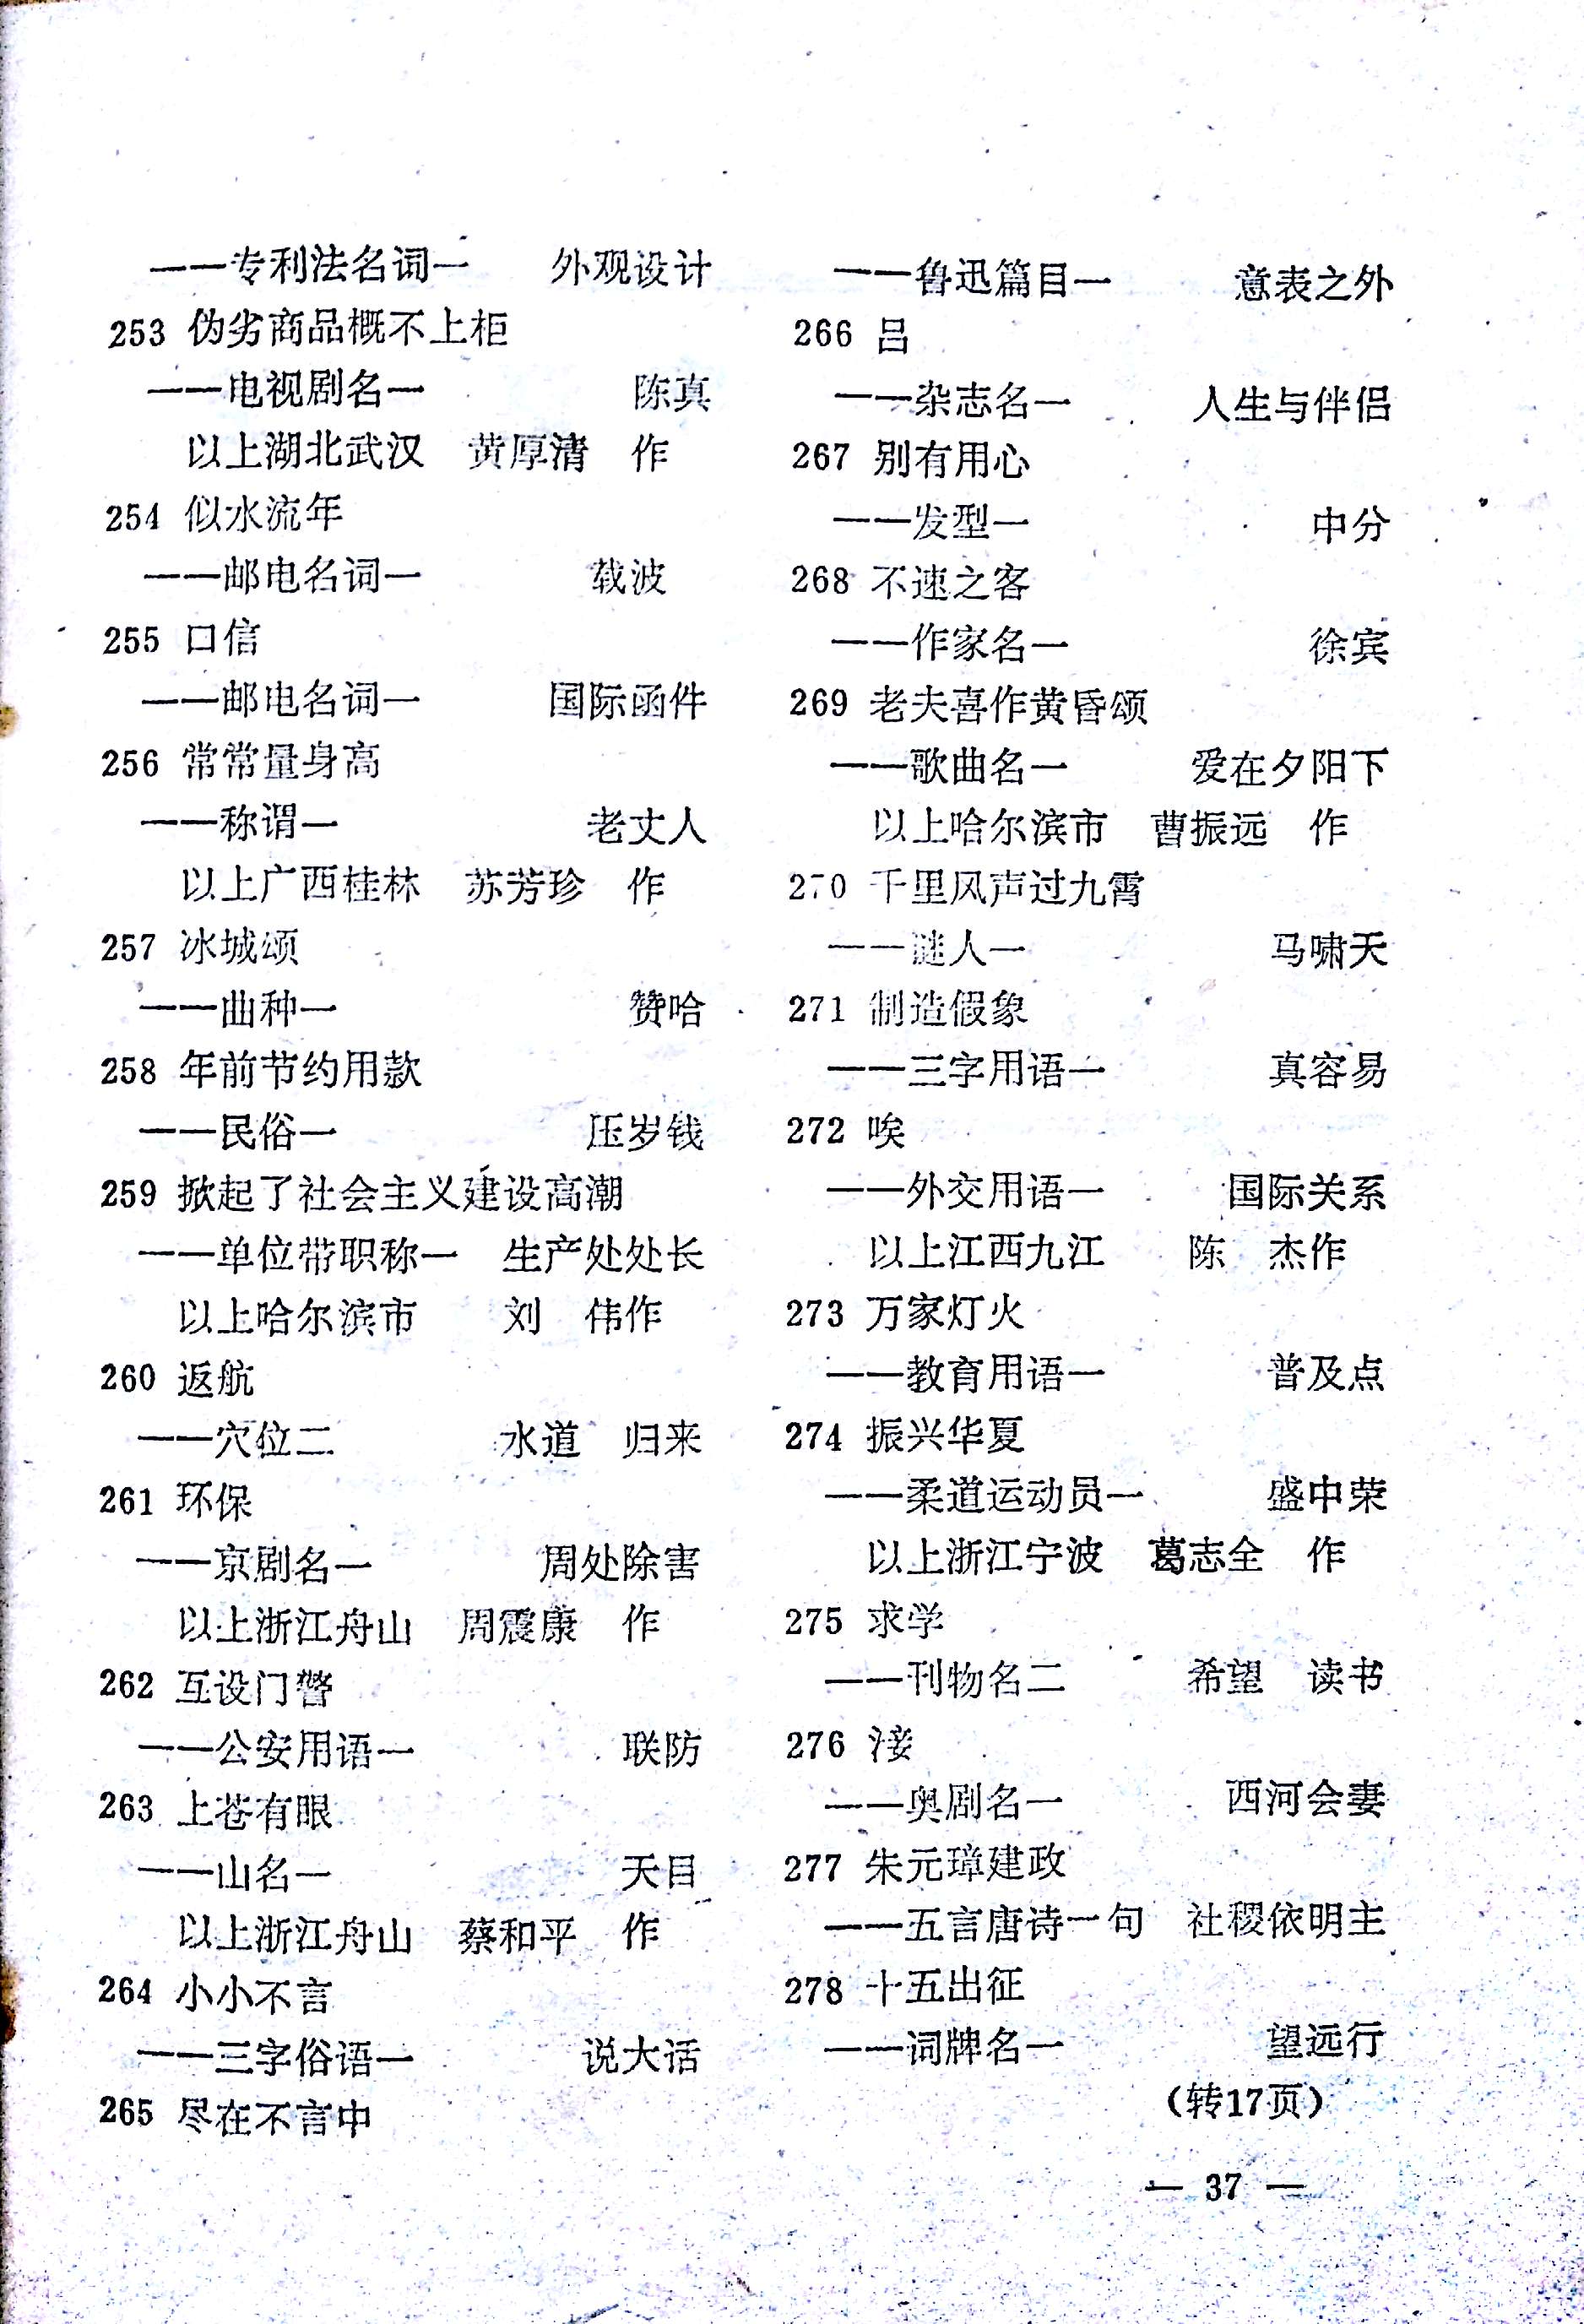 ——专利法名词一 外观设计
253 伪劣商品概不上柜
——电视剧名一 陈真
以上湖北武汉 黄厚清 作
254 似水流年
——邮电名词一 载波
255 口信
——邮电名词一 国际函件
256 常常量身高
——称谓一 老丈人
以上广西桂林 苏芳珍 作
257 冰城颂
——曲种一 赞哈
258 年前节约用款
——民俗一 压岁钱
259 掀起了社会主义建设高潮
——单位带职称一 生产处处长
以上哈尔滨市 刘 伟作
260 返航
——穴位二 水道 归来
261 环保
——京剧名一 周处除害
以上浙江舟山 周震康 作
262 互设门警
——公安用语一 联防
263 上苍有眼
——山名一 天目
以上浙江舟山 蔡和平 作
264 小小不言
——三字俗语一 说大话
265 尽在不言中
——鲁迅篇目一 意表之外
266 吕
——杂志名一 人生与伴侣
267 别有用心
——发型一 中分
268 不速之客
——作家名一 徐宾
269 老夫喜作黄昏颂
——歌曲名一 爱在夕阳下
以上哈尔滨市 曹振远 作
270 千里风声过九霄
——谜人一 马啸天
271 制造假象
——三字用语一 真容易
272 唉
——外交用语一 国际关系
以上江西九江 陈 杰作
273 万家灯火
——教育用语一 普及点
274 振兴华夏
——柔道运动员一 盛中荣
以上浙江宁波 葛志全 作
275 求学
——刊物名二 希望 读书
276 淒
——奥剧名一 西河会妻
277 朱元璋建政
——五言唐诗一句 社稷依明主
278 十五出征
——词牌名一 望远行
（转17页）
— 37 —